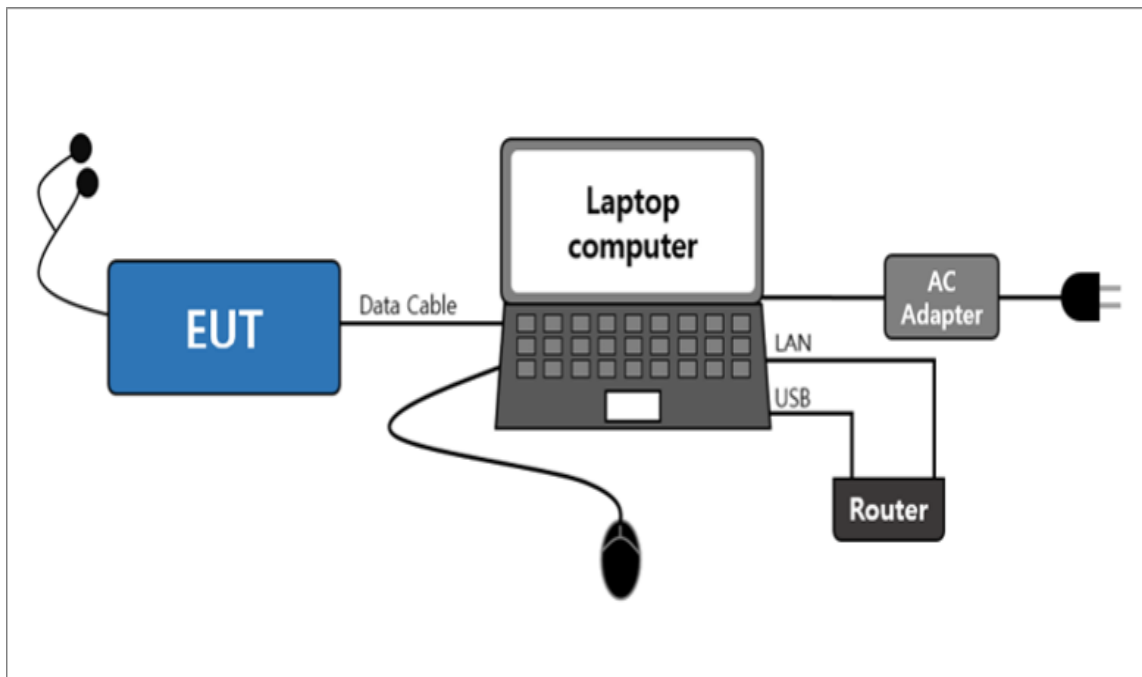 Laptop
computer
EUT
Data Cable
AC
Adapter
LAN
USB
Router